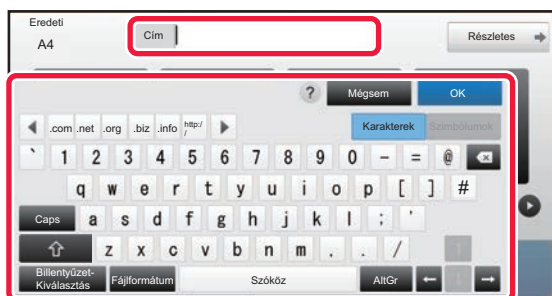 Eredeti
A4
Cím
Részletes
?
Mégsem
OK
.com .net .org .biz .info http:/
/
Karakterek
Szimbólumok
` 1 2 3 4 5 6 7 8 9 0 - = @
q w e r t y u i o p [ ] #
Caps a s d f g h j k l ; '
z x c v b n m . . /
Billentyűzet-
Kiválasztás
Fájlformátum
Szóköz
AltGr